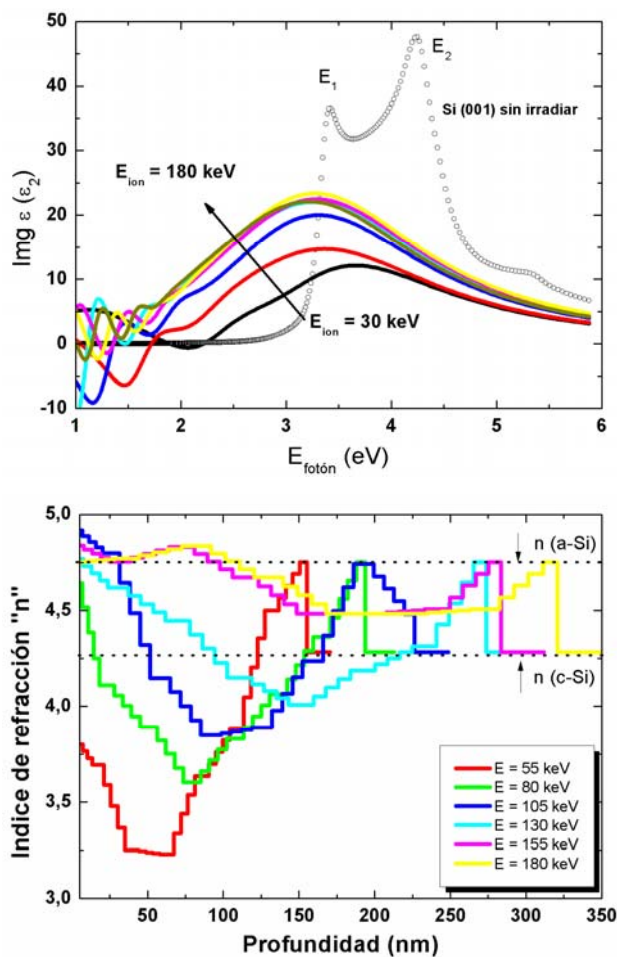 50
40
30
20
10
0
-10
Img ε (ε2)
E1
E2
Si (001) sin irradiar
Eion = 180 keV
Eion = 30 keV
1 2 3 4 5 6
Efotón (eV)
5,0
4,5
4,0
3,5
3,0
Indice de refracción "n"
n (a-Si)
n (c-Si)
E = 55 keV
E = 80 keV
E = 105 keV
E = 130 keV
E = 155 keV
E = 180 keV
50 100 150 200 250 300 350
Profundidad (nm)